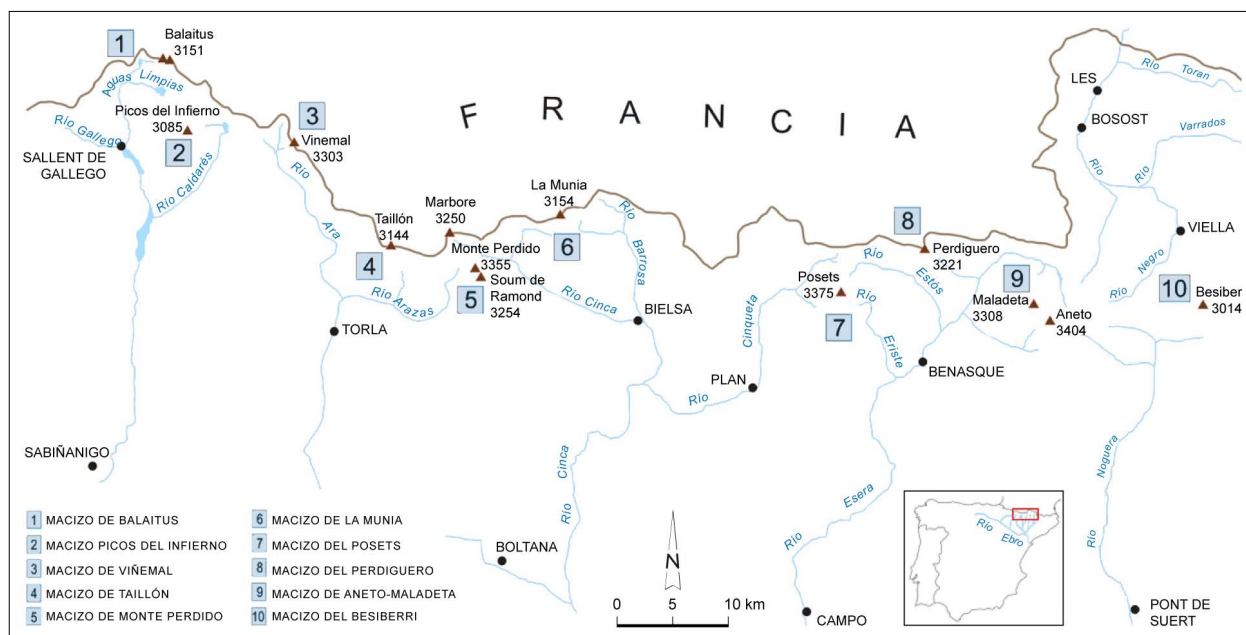 FRANCIA
1
Balaitus
3151
Aguas Limpias
Picos del Infierno
3085
2
Río Gallego
SALLENT DE
GALLEGO
Río Caldarés
SABIÑANIGO
3
Vinemal
3303
Río Ara
Taillón
3144
4
Marbore
3250
Monte Perdido
3355
Soum de
Ramond
3254
5
Río Arazas
TORLA
La Munia
3154
6
Río Barrosa
Río Cinca
BIELSA
Río Cinca
BOLTANA
Río Cinqueta
PLAN
Posets
3375
7
Río Eriste
8
Perdiguero
3221
Río Estós
BENASQUE
Río Esera
CAMPO
9
Maladeta
3308
Aneto
3404
LES
Río Toran
BOSOST
Varrados
Río
Río
VIELLA
Río Negro
10
Besiber
3014
Río Noguera
PONT DE
SUERT
1 MACIZO DE BALAITUS
2 MACIZO PICOS DEL INFIERNO
3 MACIZO DE VIÑEMAL
4 MACIZO DE TAILLÓN
5 MACIZO DE MONTE PERDIDO
6 MACIZO DE LA MUNIA
7 MACIZO DEL POSETS
8 MACIZO DEL PERDIGUERO
9 MACIZO DE ANETO-MALADETA
10 MACIZO DEL BESIBERRI
N
0 5 10 km
Río Ebro